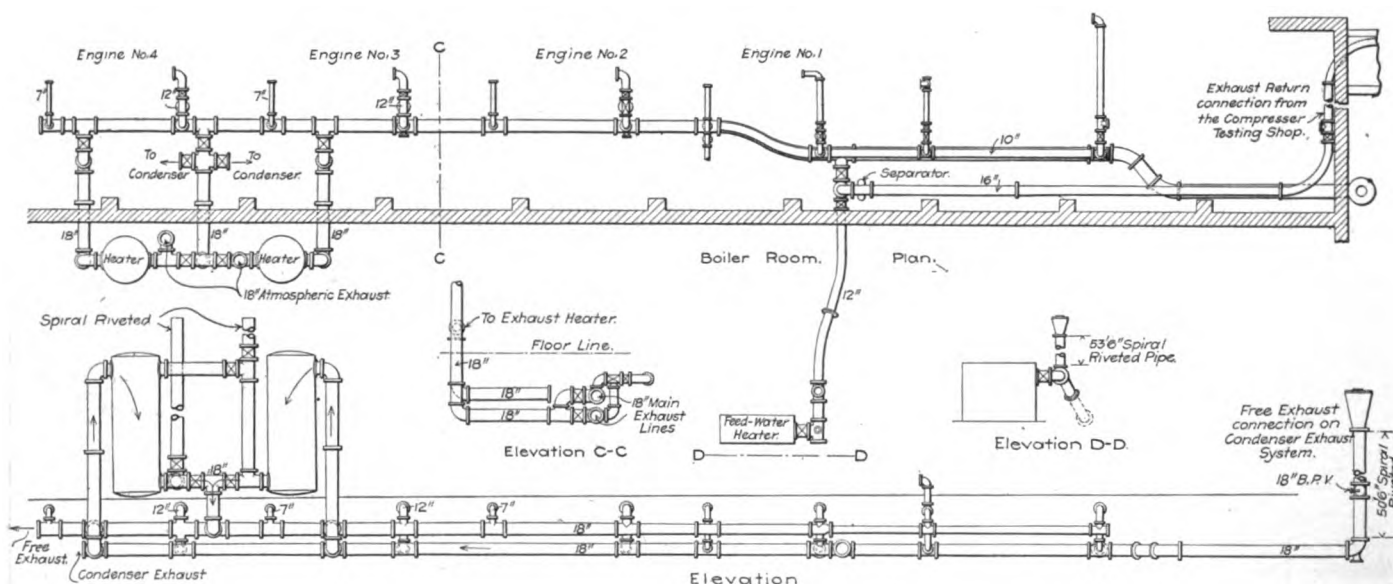 Engine No.4
Engine No.3
C
Engine No.2
Engine No.1
7"
12"
7"
12"
Exhaust Return
connection from
the Compresser
Testing Shop.
10"
To
Condenser
To
Condenser.
Separator.
16"
18"
18"
18"
Heater
Heater
C
Boiler Room.
Plan.
18" Atmospheric Exhaust
12"
Spiral Riveted
To Exhaust Heater.
Floor Line.
18"
18"
18"
18" Main
Exhaust
Lines
Elevation C-C
Feed-Water
Heater.
D
D
53'6" Spiral
Riveted Pipe.
Elevation D-D.
Free Exhaust
connection on
Condenser Exhaust
System.
18" B.P.V.
50'6" Spiral
18"
12"
7"
12"
7"
18"
18"
18"
Free
Exhaust.
Condenser Exhaust
Elevation